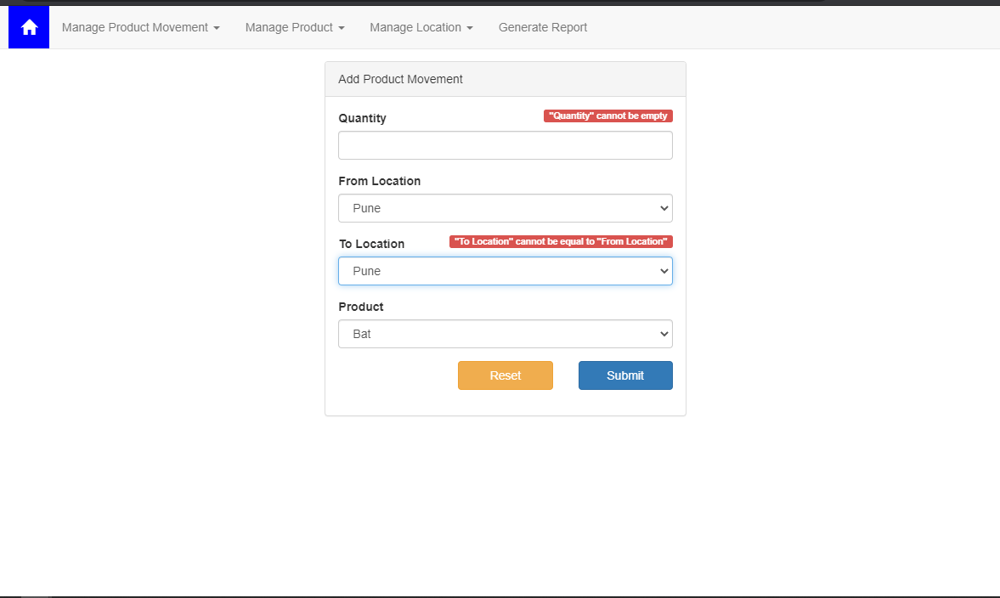 Manage Product Movement Manage Product Manage Location Generate Report
Add Product Movement
Quantity "Quantity" cannot be empty
From Location
Pune
To Location "To Location" cannot be equal to "From Location"
Pune
Product
Bat
Reset Submit